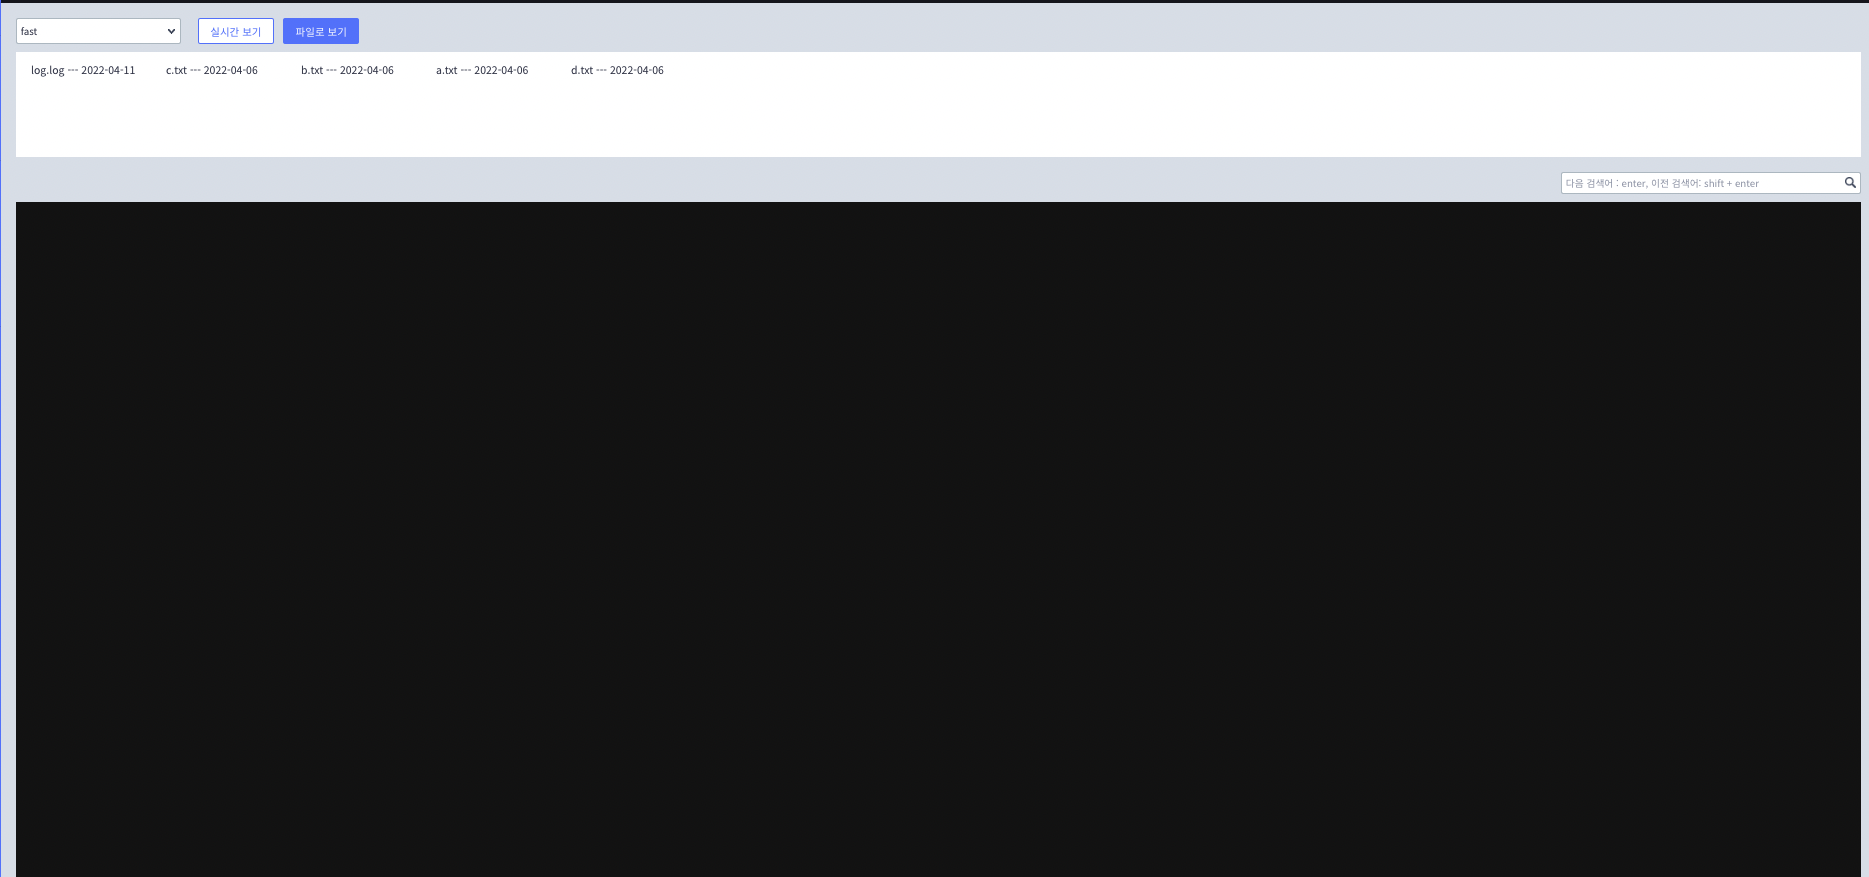 fast 실시간 보기 파일로 보기
log.log --- 2022-04-11 c.txt --- 2022-04-06 b.txt --- 2022-04-06 a.txt --- 2022-04-06 d.txt --- 2022-04-06
다음 검색어 : enter, 이전 검색어: shift + enter